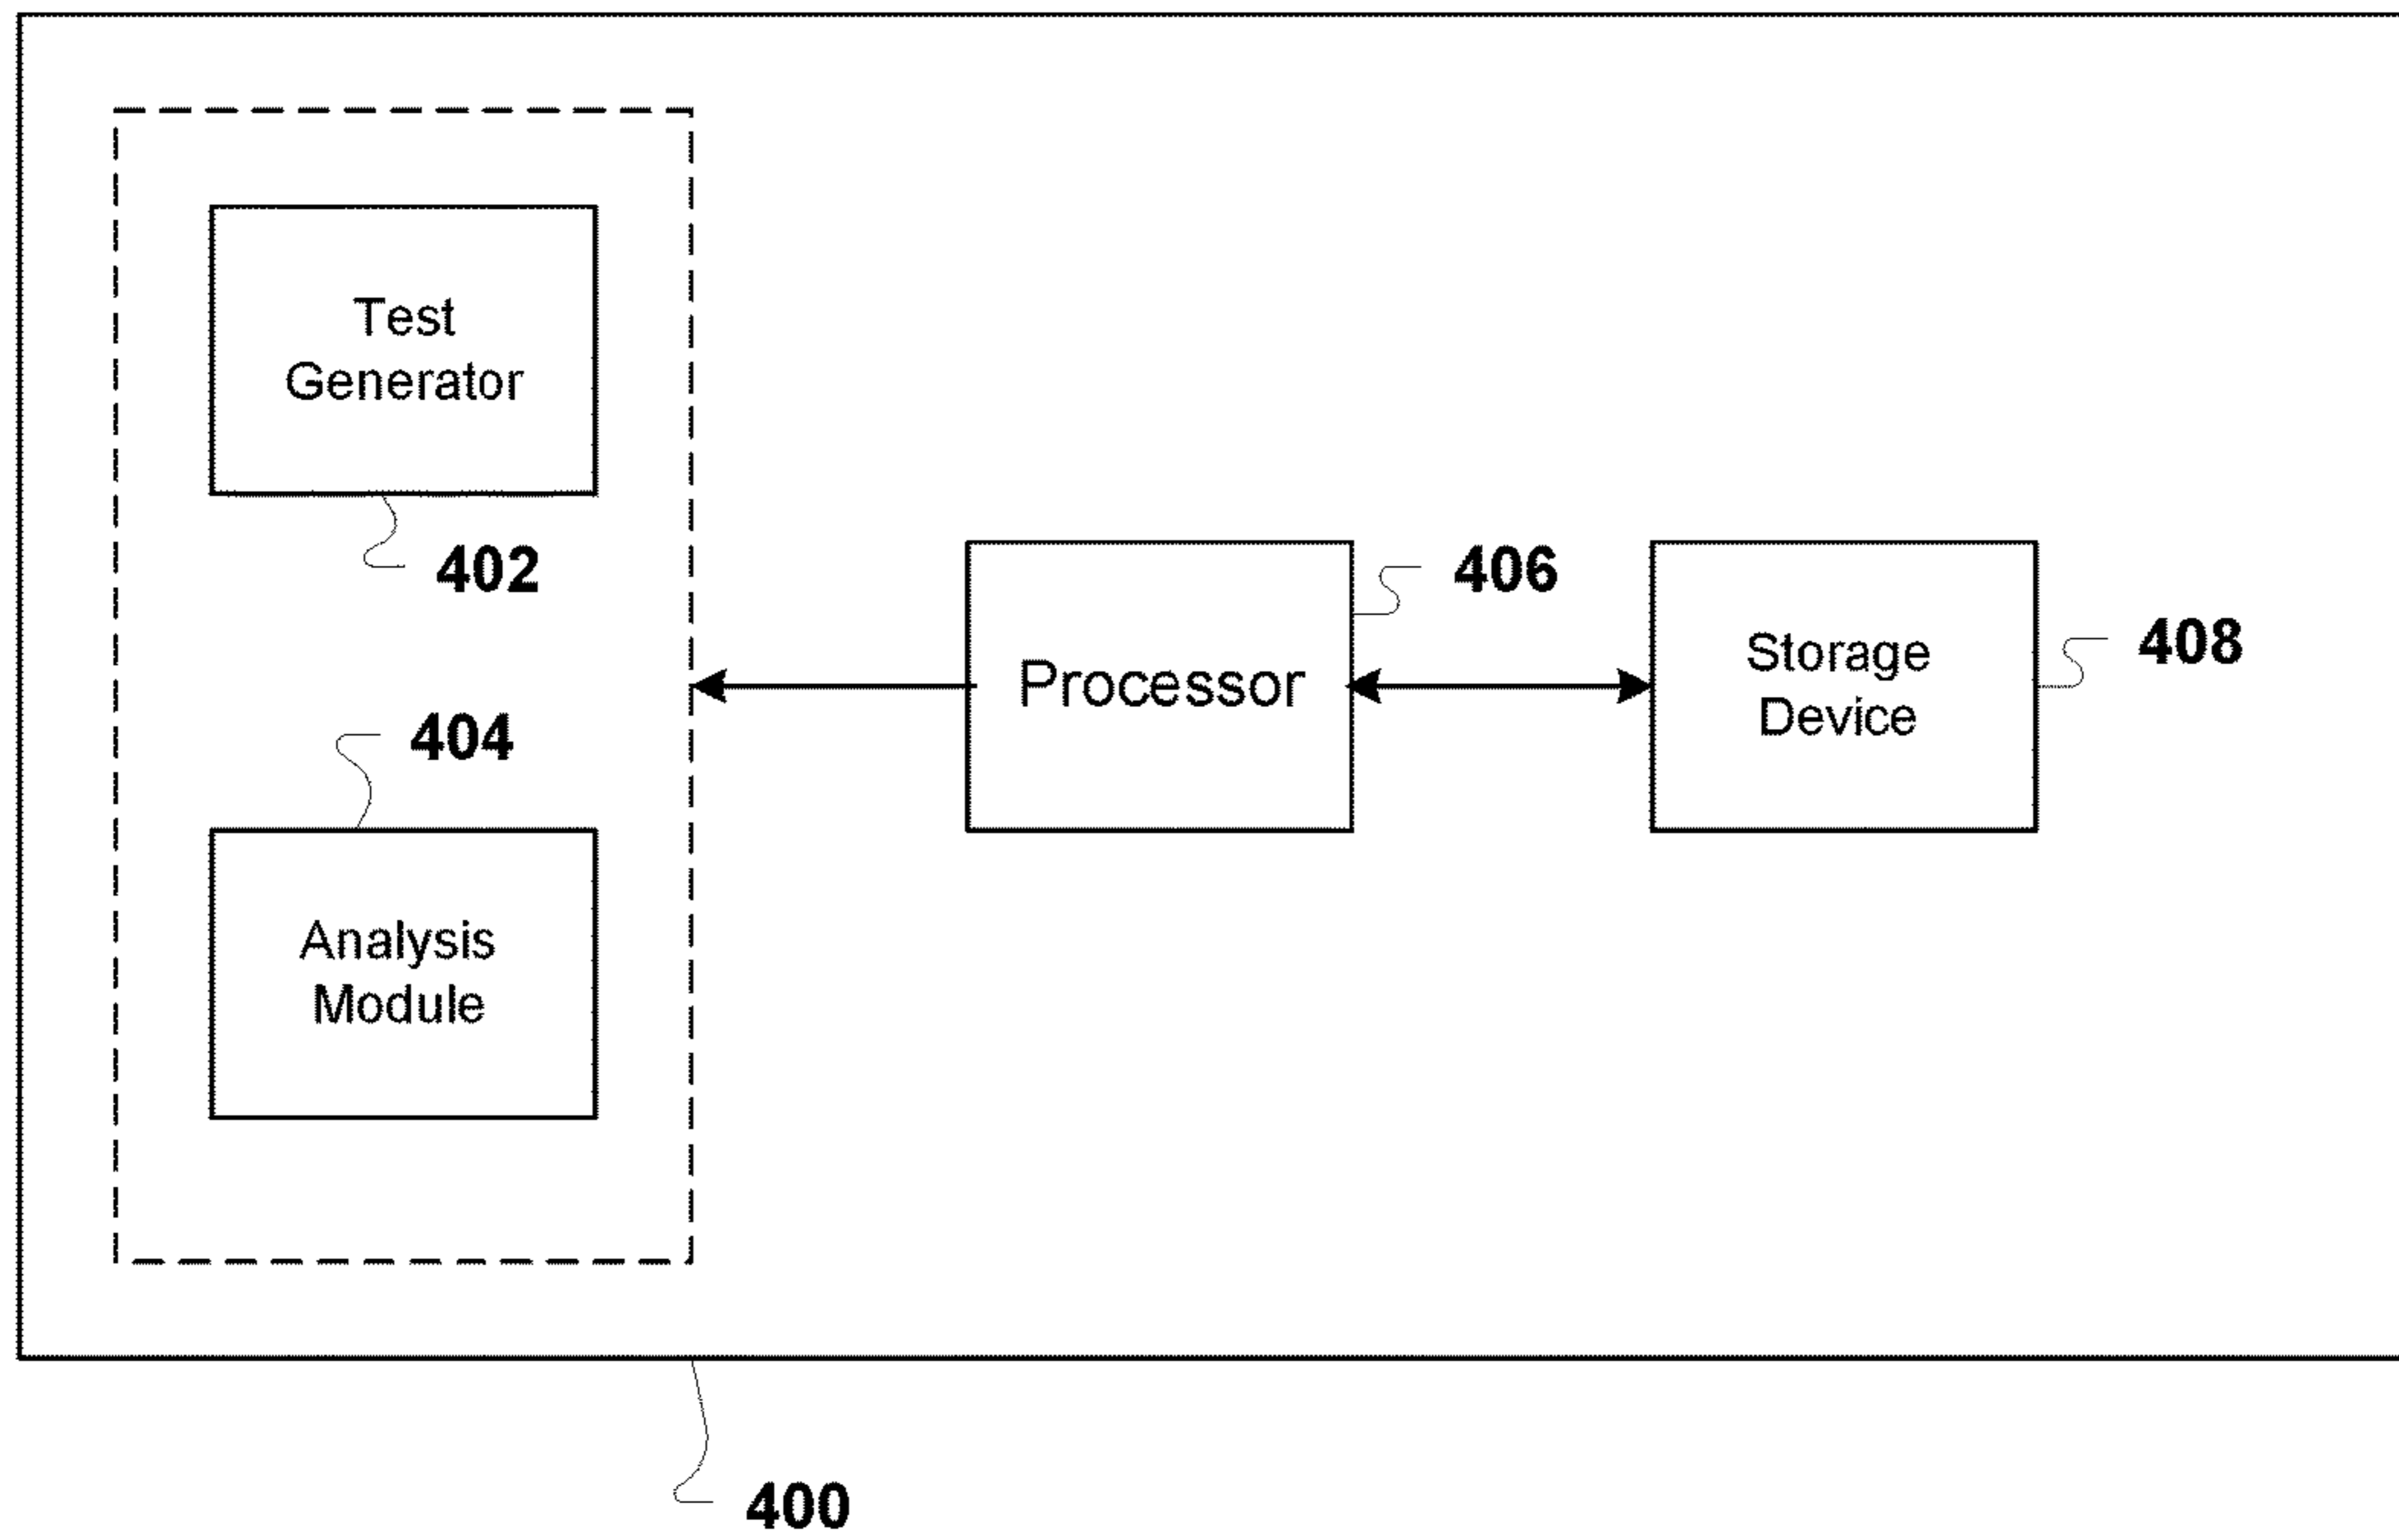 Test
Generator
402
404
Analysis
Module
Processor
406
Storage
Device
408
400